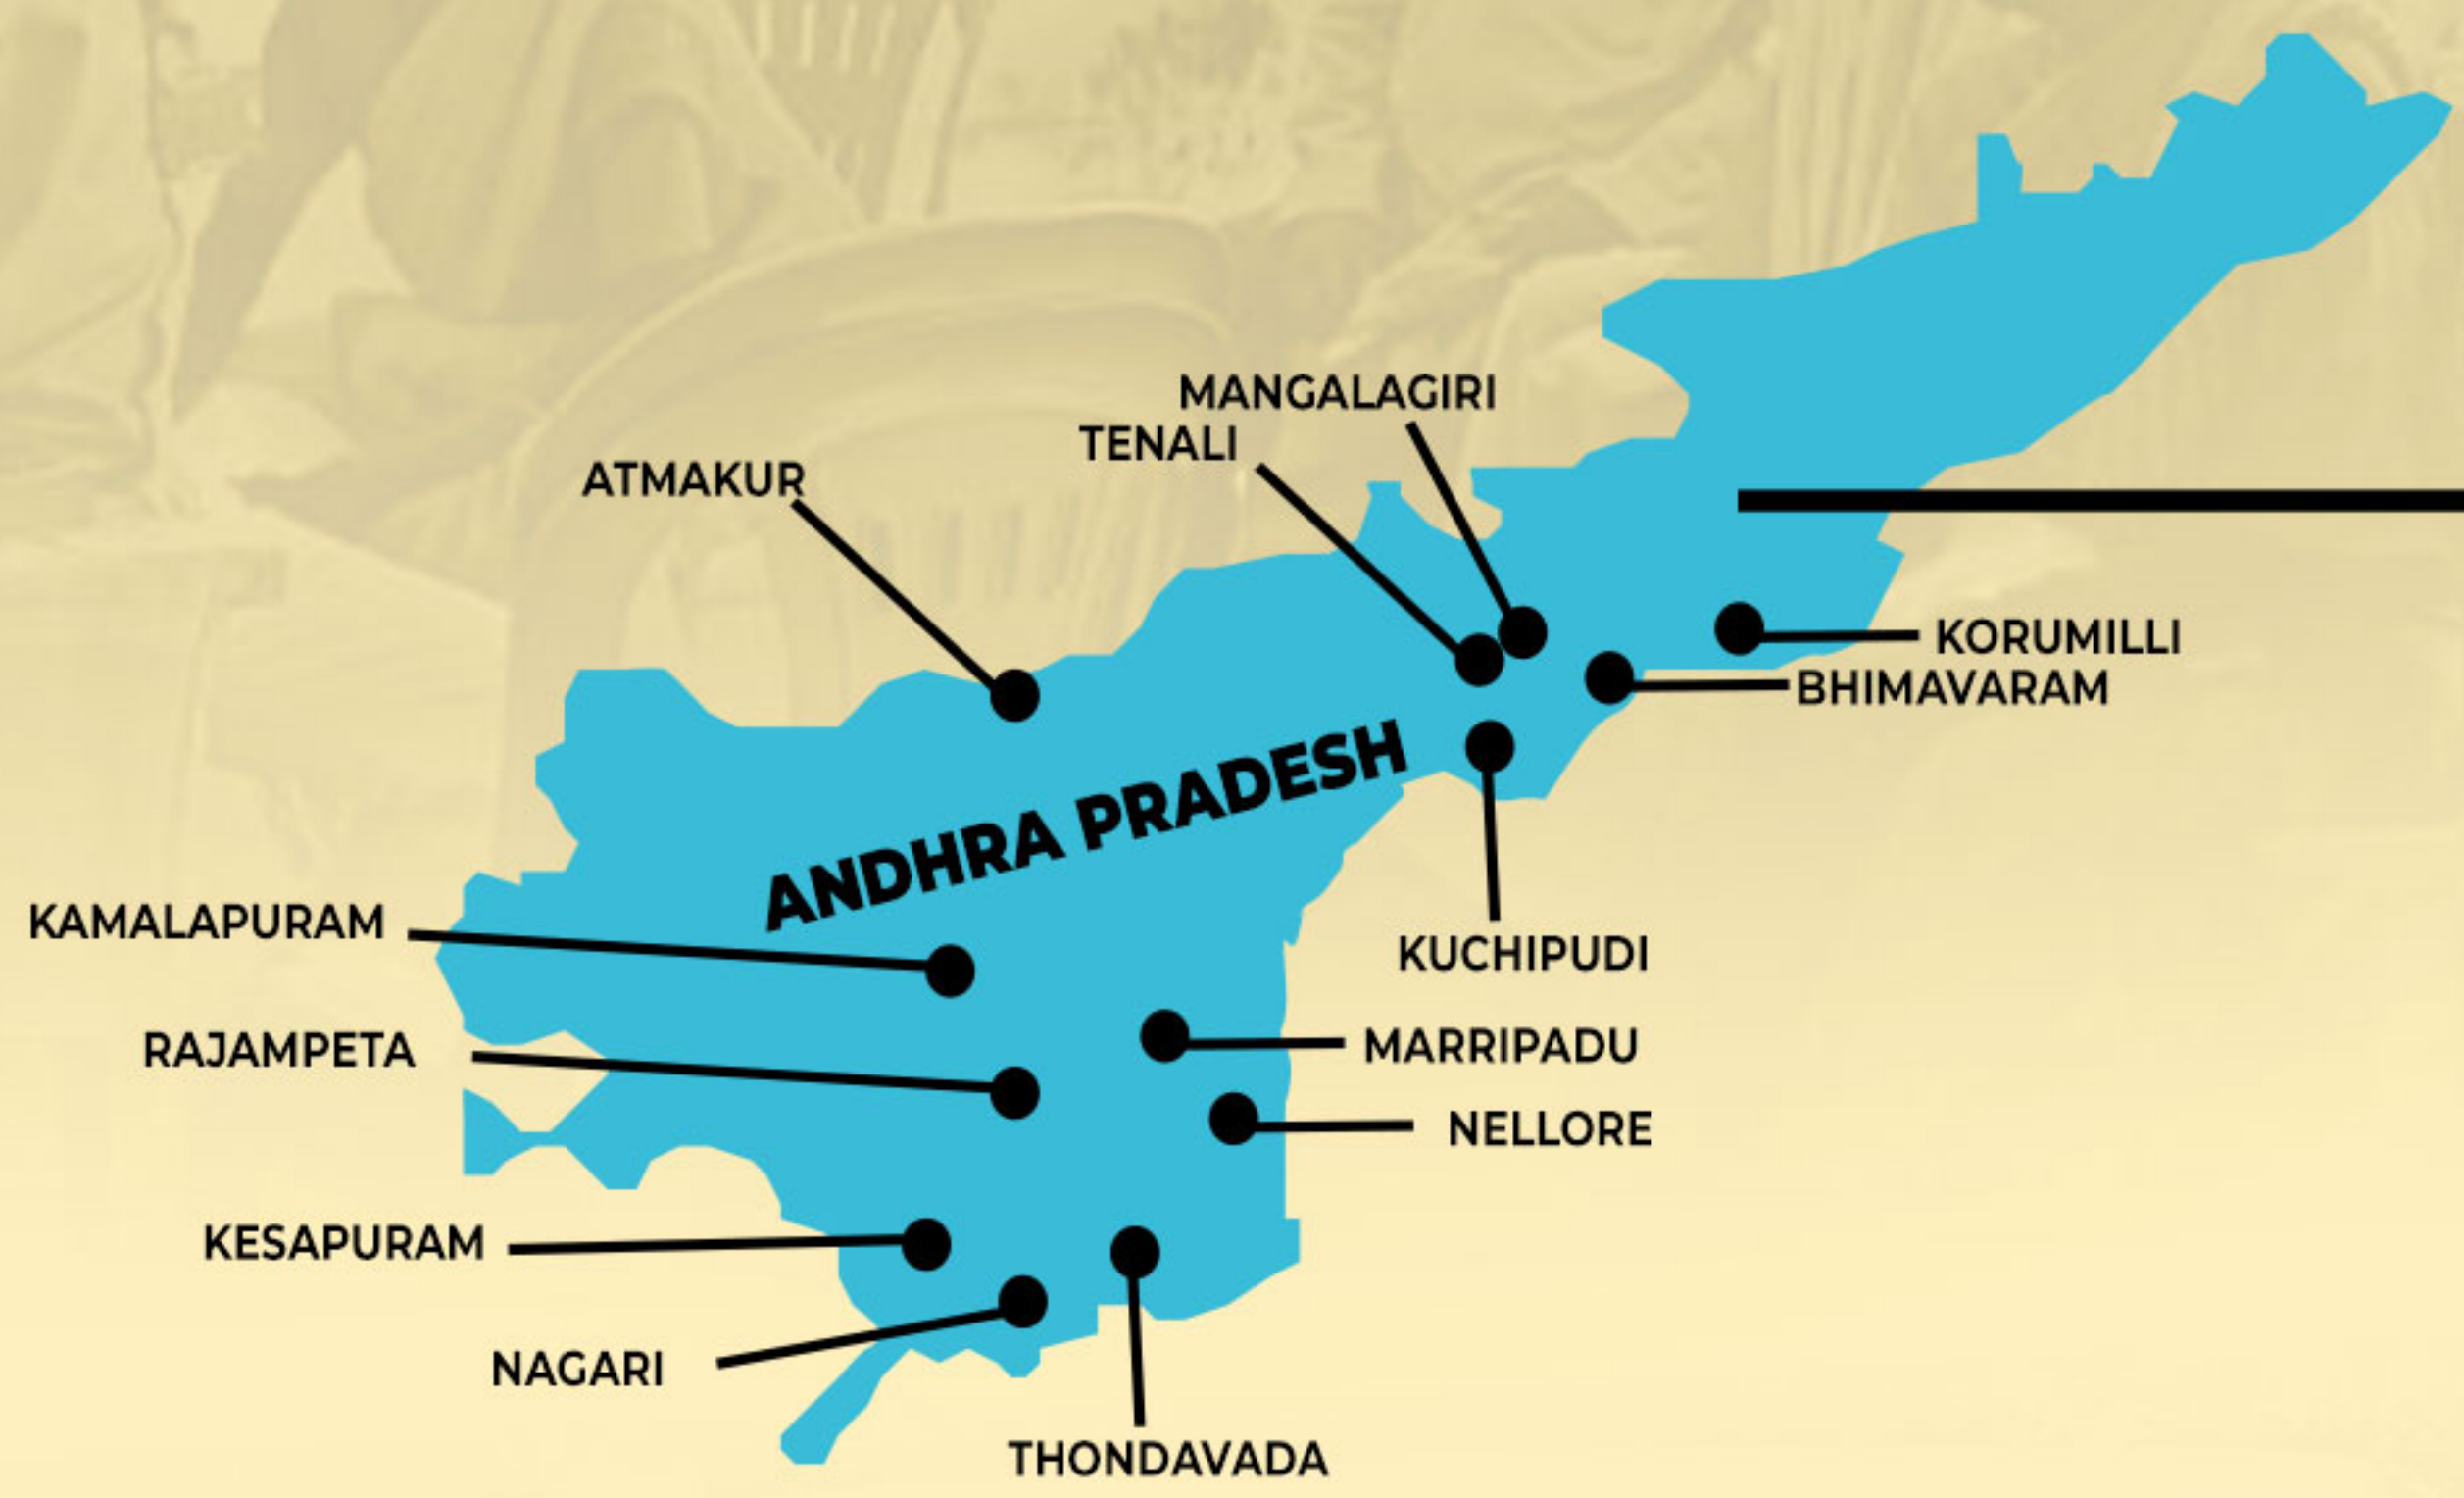 MANGALAGIRI
TENALI
ATMAKUR
KORUMILLI
BHIMAVARAM
ANDHRA PRADESH
KAMALAPURAM
KUCHIPUDI
RAJAMPETA
MARRIPADU
NELLORE
KESAPURAM
NAGARI
THONDAVADA